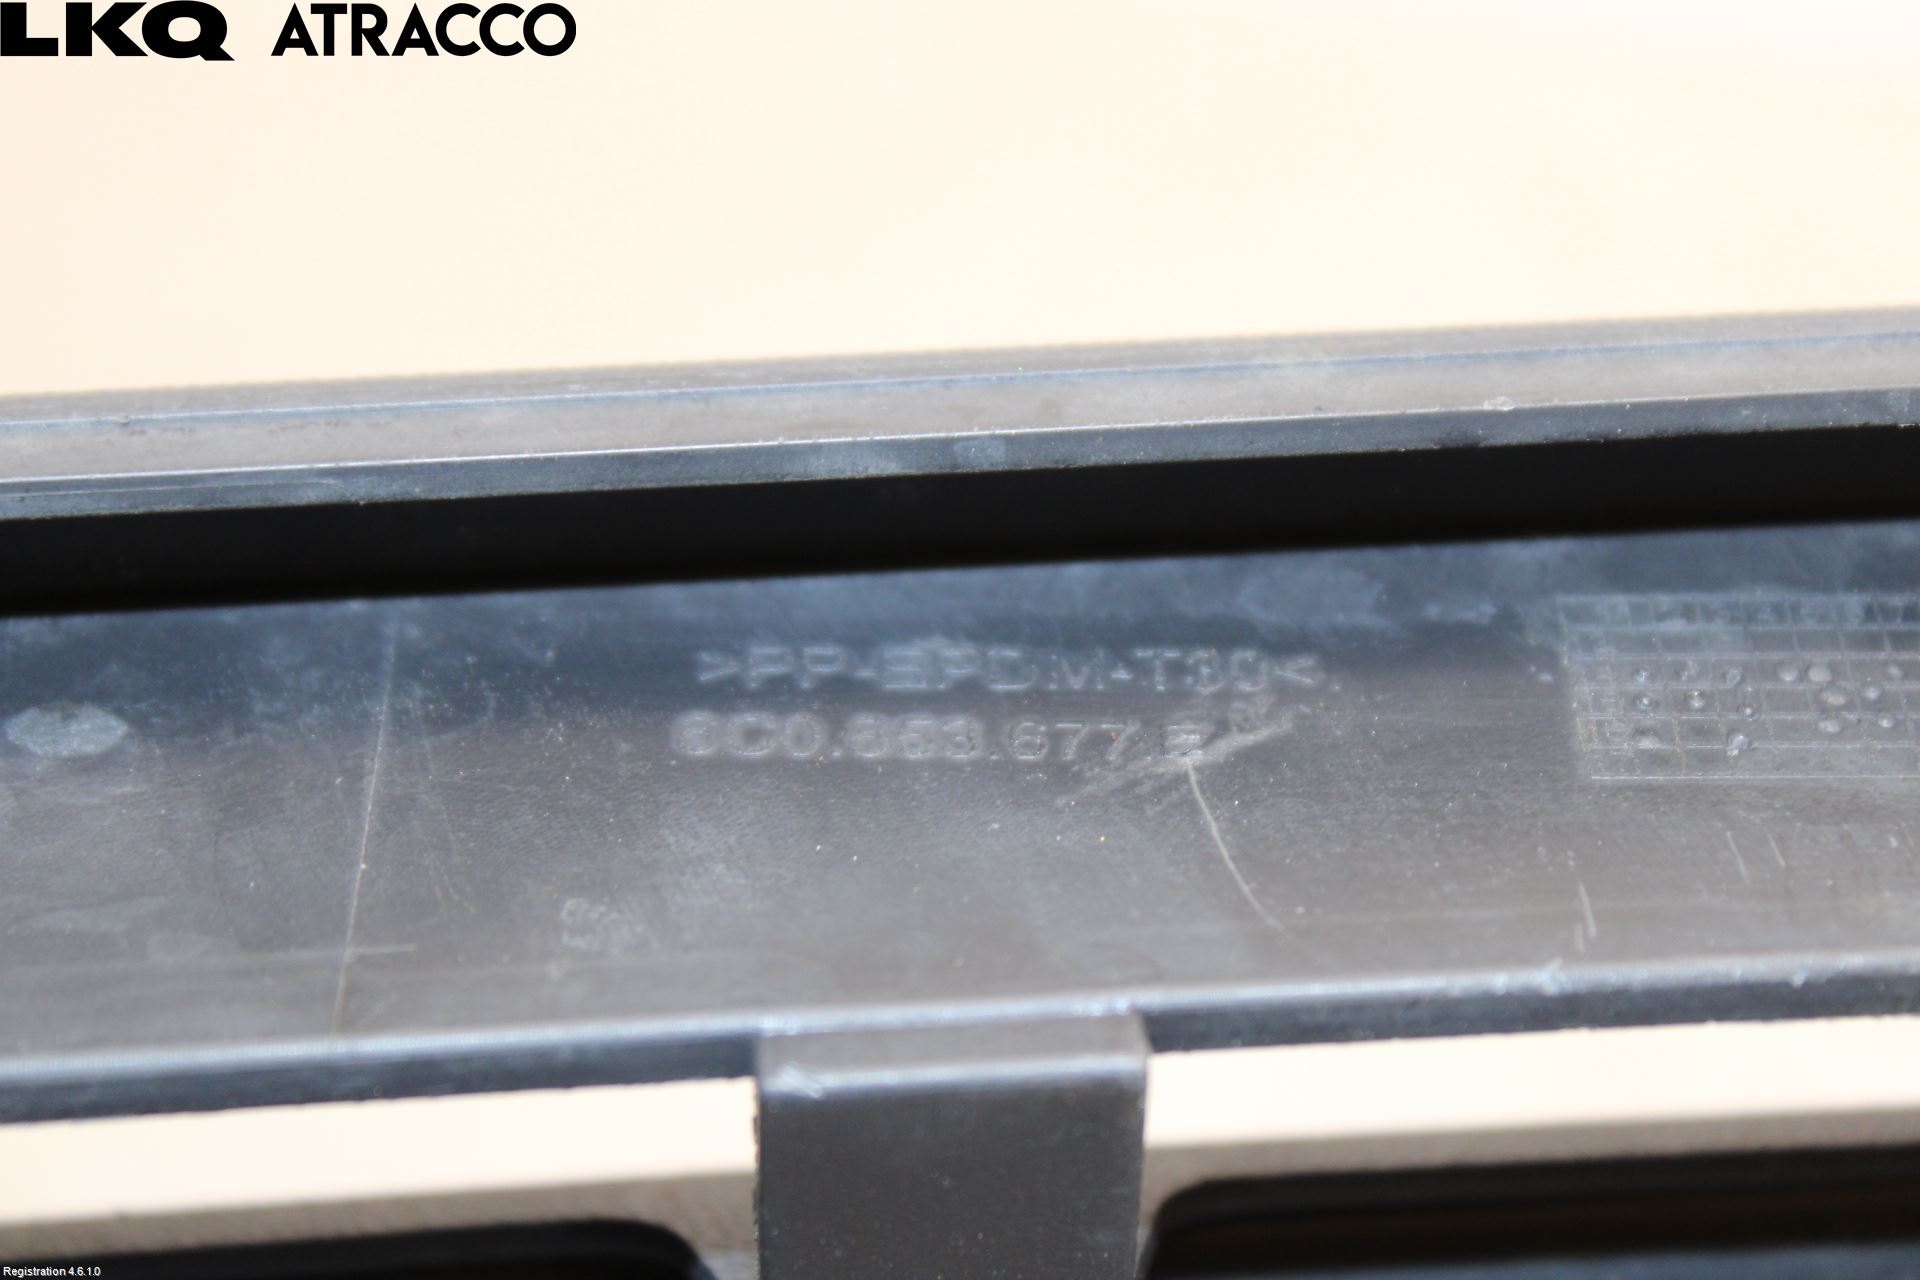 LKQ ATRACCO
>PP-EPDM-T30<
6C0.853.677
Registration 4.6.1.0